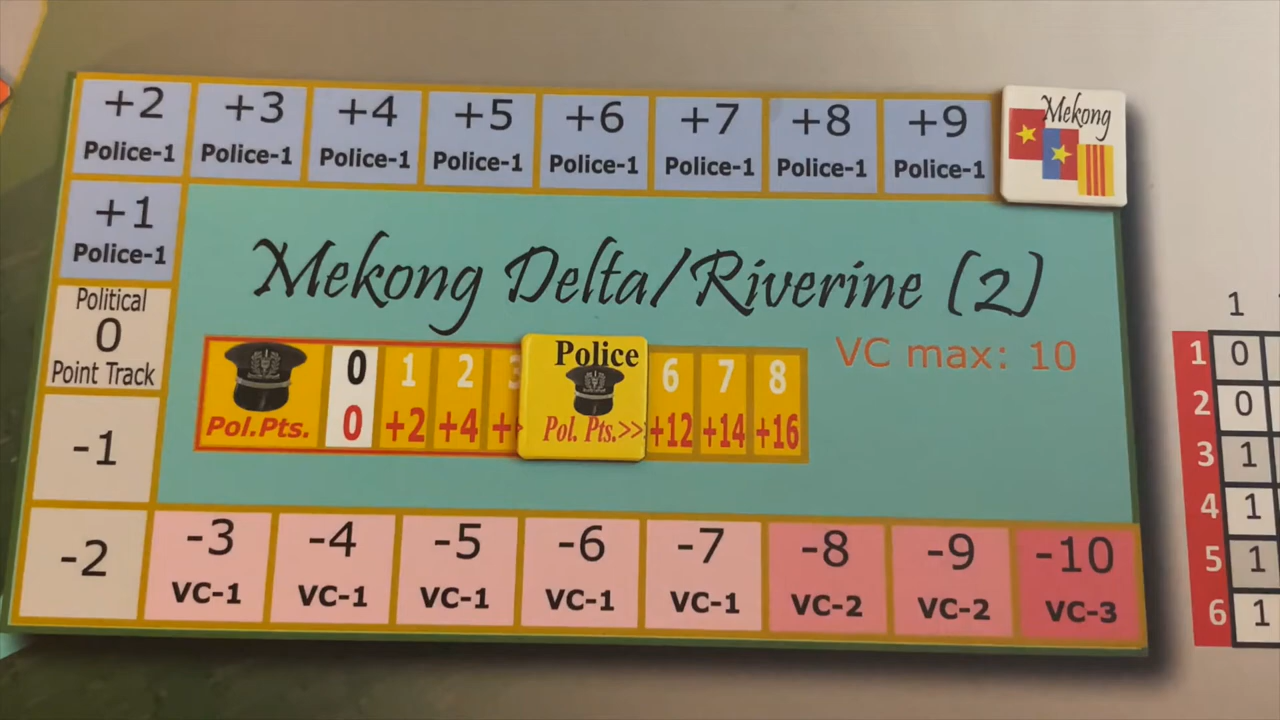 +2 +3 +4 +5 +6 +7 +8 +9 Mekong
Police-1 Police-1 Police-1 Police-1 Police-1 Police-1 Police-1 Police-1
+1
Police-1
Mekong Delta/Riverine (2)
Political
0
Point Track
VC max: 10
0 1 2 3 Police 6 7 8
Pol.Pts. 0 +2 +4 + Pol. Pts.>> +12 +14 +16
-1
-2
-3 -4 -5 -6 -7 -8 -9 -10
VC-1 VC-1 VC-1 VC-1 VC-1 VC-2 VC-2 VC-3
1
1 0
2 0
3 1
4 1
5 1
6 1